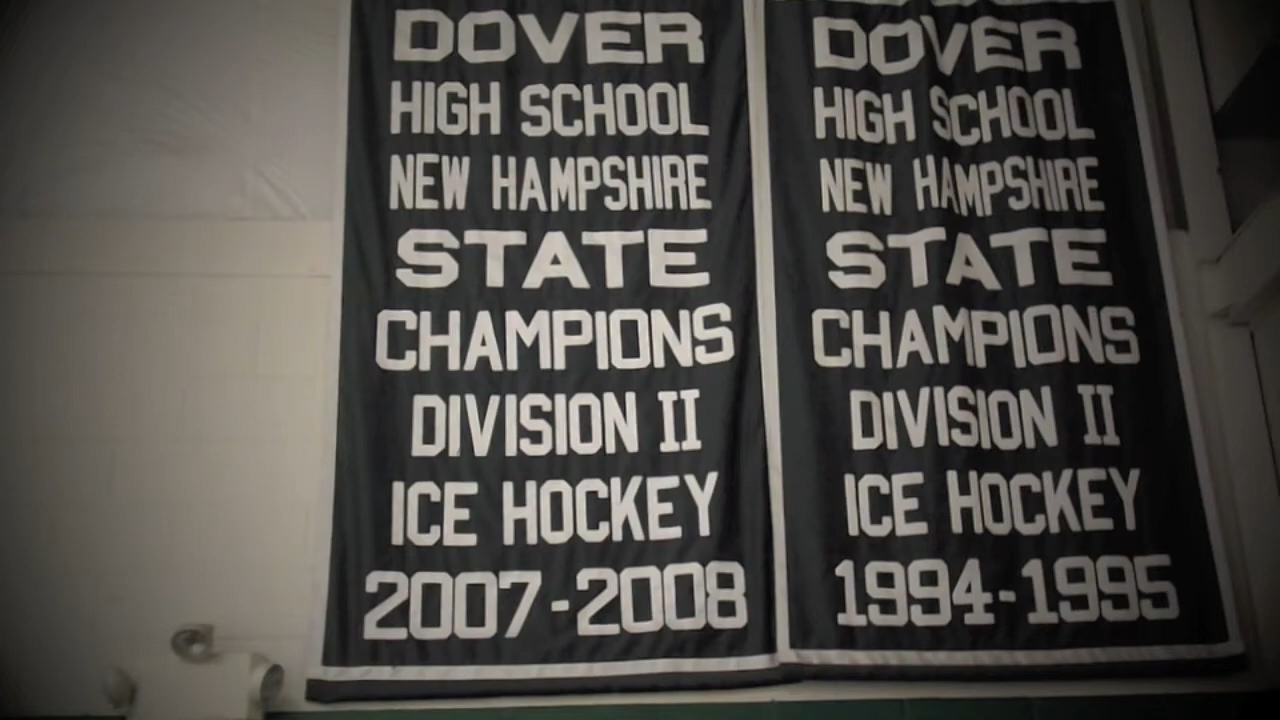 DOVER
HIGH SCHOOL
NEW HAMPSHIRE
STATE
CHAMPIONS
DIVISION II
ICE HOCKEY
2007-2008
DOVER
HIGH SCHOOL
NEW HAMPSHIRE
STATE
CHAMPIONS
DIVISION II
ICE HOCKEY
1994-1995